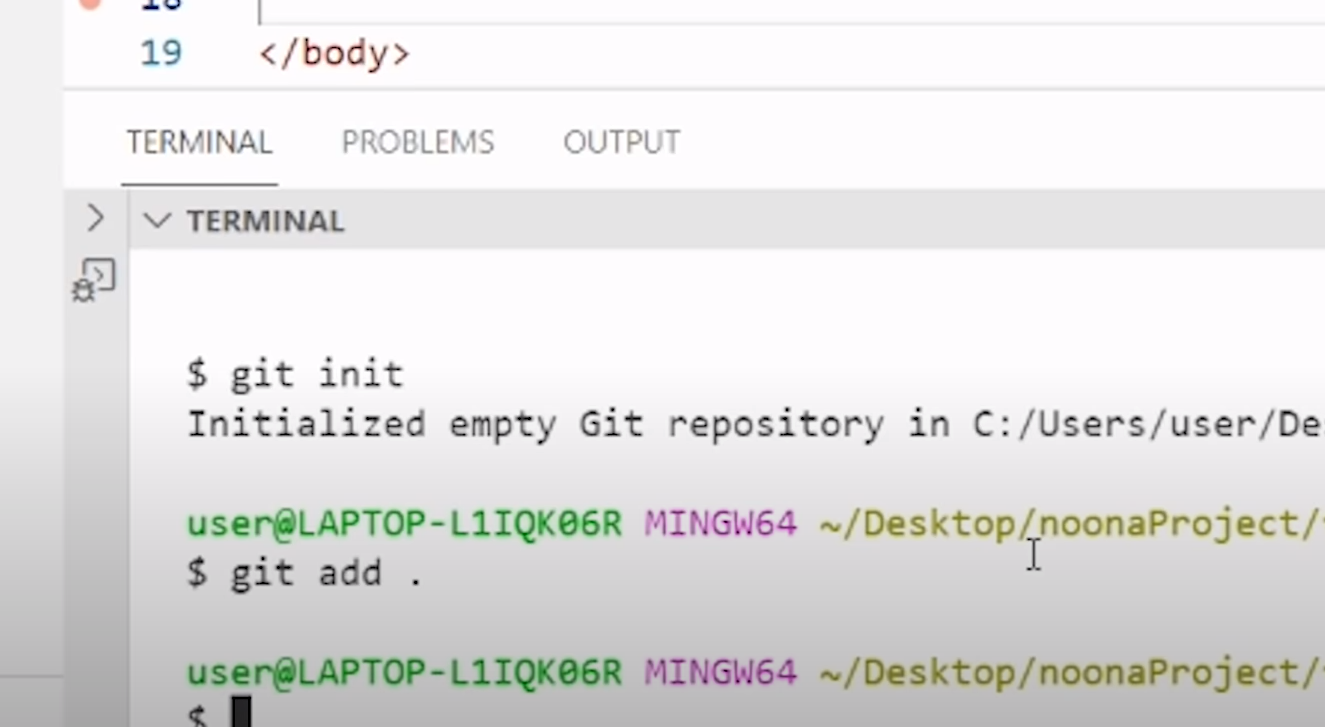 18
19 </body>
TERMINAL PROBLEMS OUTPUT
TERMINAL
$ git init
Initialized empty Git repository in C:/Users/user/De
user@LAPTOP-L1IQK06R MINGW64 ~/Desktop/noonaProject/
$ git add .
user@LAPTOP-L1IQK06R MINGW64 ~/Desktop/noonaProject/
$